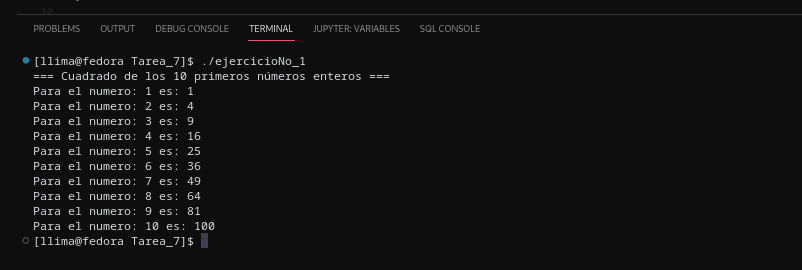 20
PROBLEMS OUTPUT DEBUG CONSOLE TERMINAL JUPYTER: VARIABLES SQL CONSOLE
[llima@fedora Tarea_7]$ ./ejercicioNo_1
=== Cuadrado de los 10 primeros números enteros ===
Para el numero: 1 es: 1
Para el numero: 2 es: 4
Para el numero: 3 es: 9
Para el numero: 4 es: 16
Para el numero: 5 es: 25
Para el numero: 6 es: 36
Para el numero: 7 es: 49
Para el numero: 8 es: 64
Para el numero: 9 es: 81
Para el numero: 10 es: 100
[llima@fedora Tarea_7]$